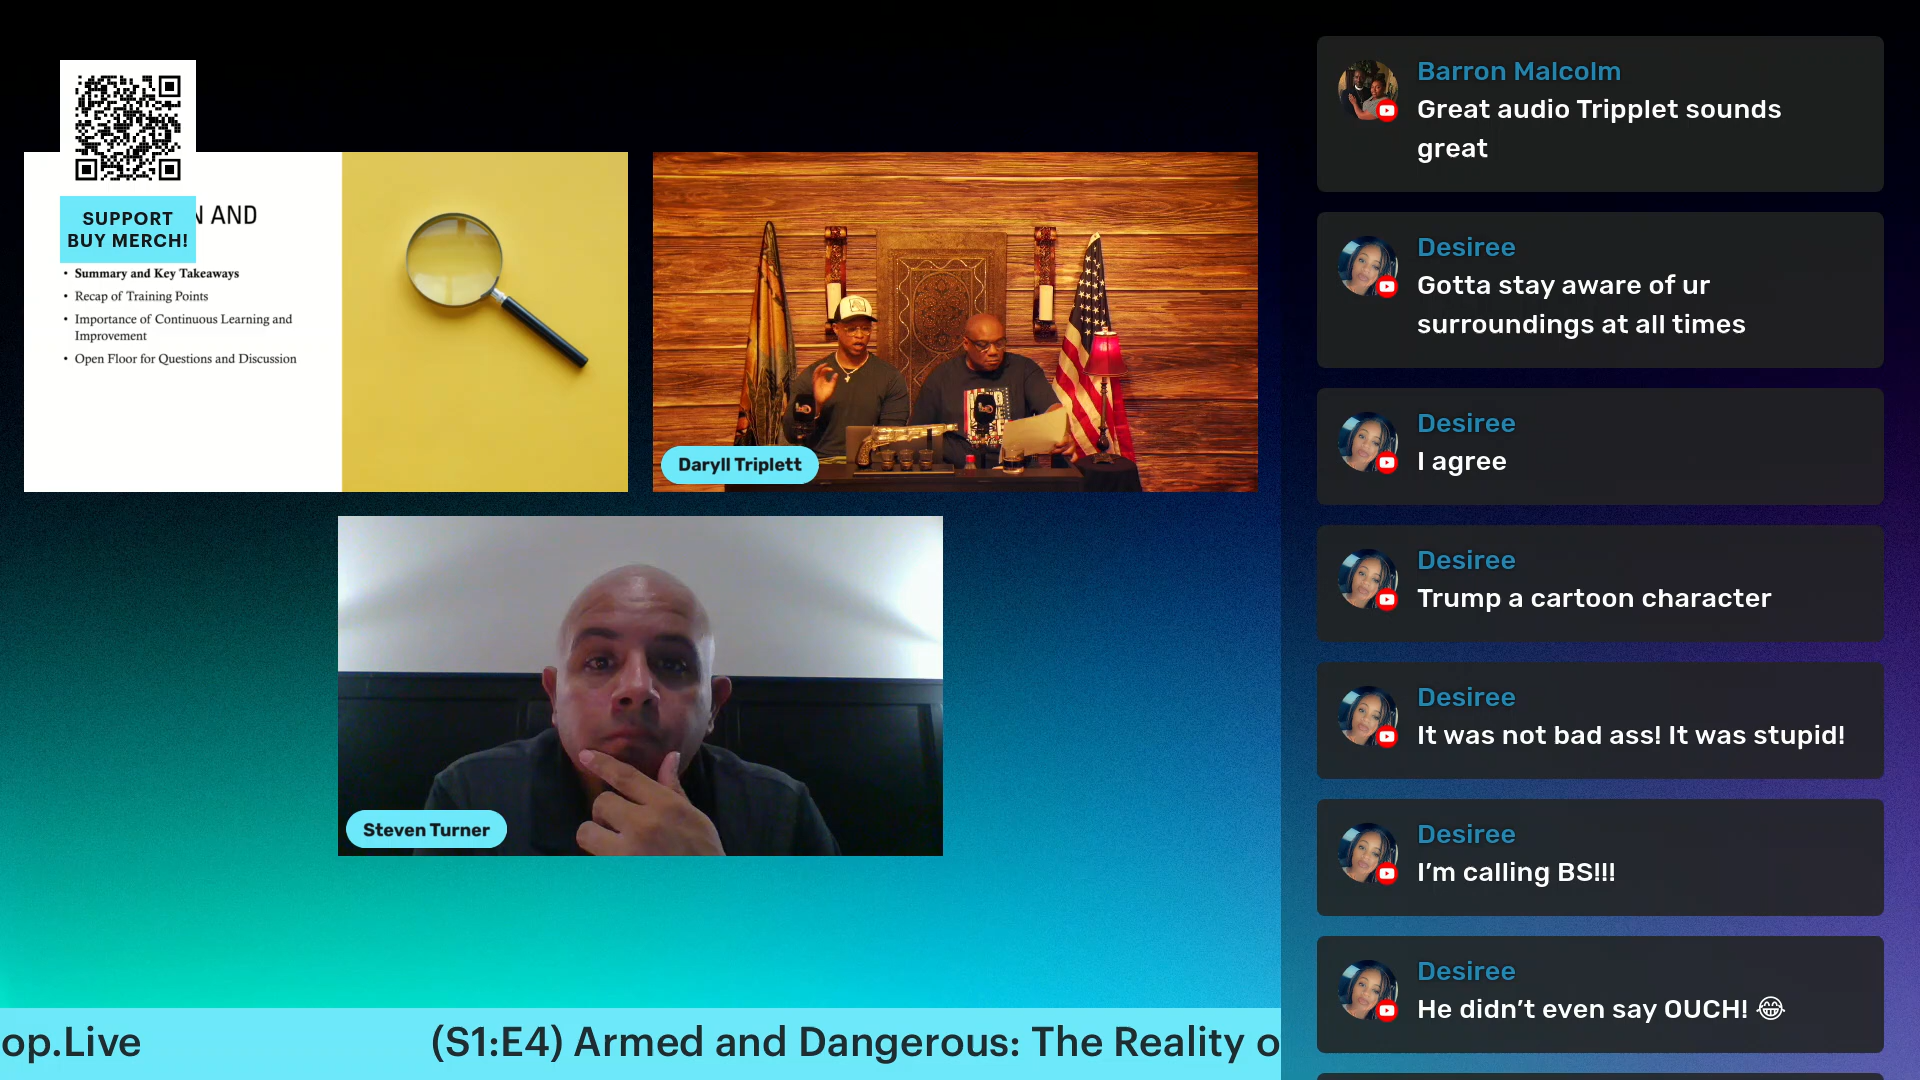 SUPPORT
BUY MERCH!
N AND
• Summary and Key Takeaways
• Recap of Training Points
• Importance of Continuous Learning and
Improvement
• Open Floor for Questions and Discussion
Daryll Triplett
Steven Turner
op.Live
(S1:E4) Armed and Dangerous: The Reality o
Barron Malcolm
Great audio Tripplet sounds
great
Desiree
Gotta stay aware of ur
surroundings at all times
Desiree
I agree
Desiree
Trump a cartoon character
Desiree
It was not bad ass! It was stupid!
Desiree
I’m calling BS!!!
Desiree
He didn’t even say OUCH! 😂